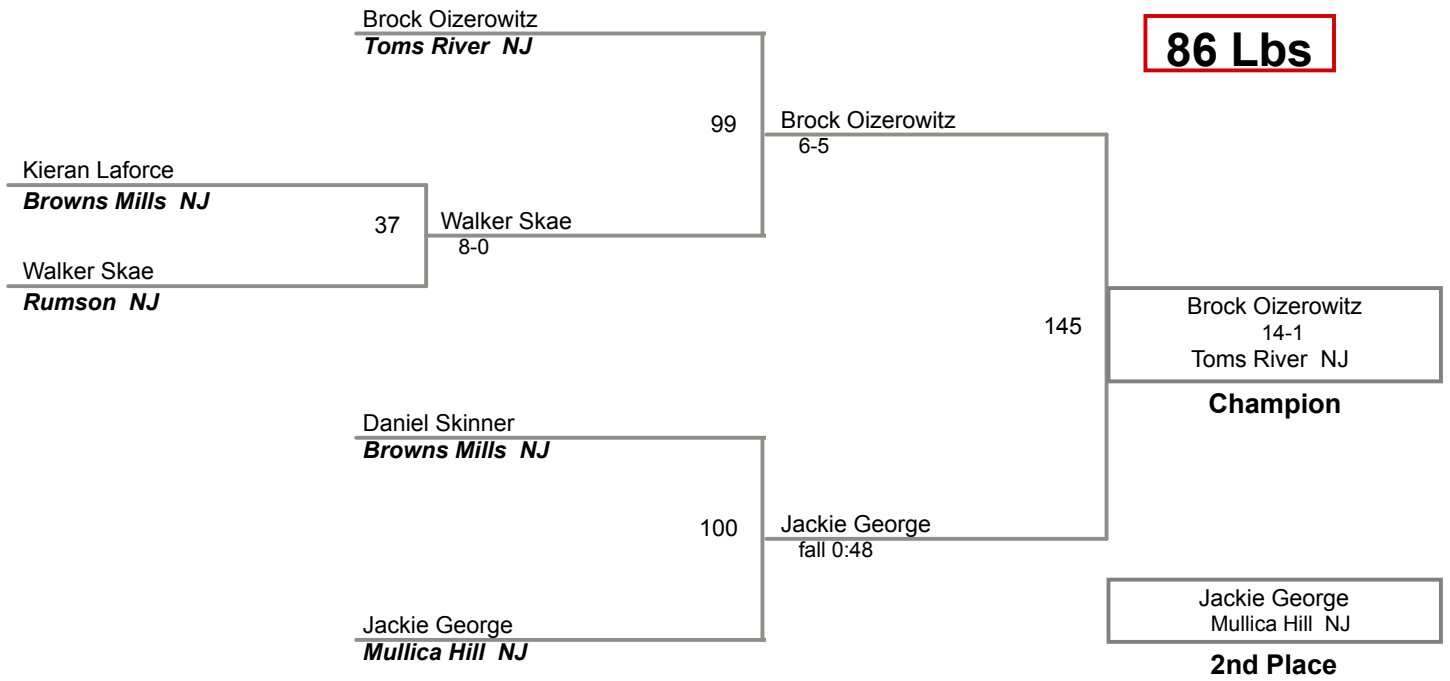 Brock Oizerowitz
Toms River NJ
86 Lbs
99
Brock Oizerowitz
6-5
Kieran Laforce
Browns Mills NJ
37
Walker Skae
8-0
Walker Skae
Rumson NJ
145
Brock Oizerowitz
14-1
Toms River NJ
Champion
Daniel Skinner
Browns Mills NJ
100
Jackie George
fall 0:48
Jackie George
Mullica Hill NJ
Jackie George
Mullica Hill NJ
2nd Place